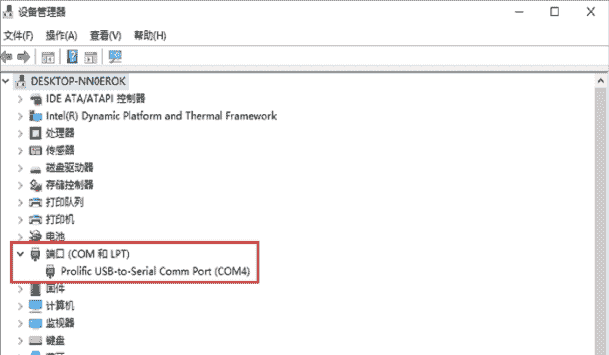 设备管理器
文件(F) 操作(A) 查看(V) 帮助(H)
DESKTOP-NN0EROK
IDE ATA/ATAPI 控制器
Intel(R) Dynamic Platform and Thermal Framework
处理器
传感器
磁盘驱动器
存储控制器
打印队列
打印机
电池
端口 (COM 和 LPT)
Prolific USB-to-Serial Comm Port (COM4)
固件
计算机
监视器
键盘